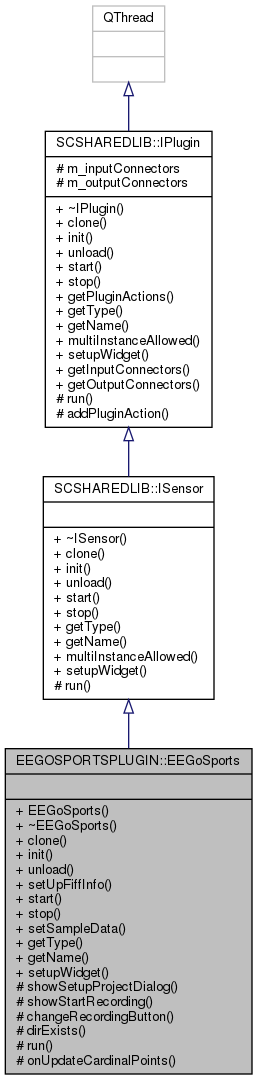 QThread
SCSHAREDLIB::IPlugin
# m_inputConnectors
# m_outputConnectors
+ ~IPlugin()
+ clone()
+ init()
+ unload()
+ start()
+ stop()
+ getPluginActions()
+ getType()
+ getName()
+ multiInstanceAllowed()
+ setupWidget()
+ getInputConnectors()
+ getOutputConnectors()
# run()
# addPluginAction()
SCSHAREDLIB::ISensor
+ ~ISensor()
+ clone()
+ init()
+ unload()
+ start()
+ stop()
+ getType()
+ getName()
+ multiInstanceAllowed()
+ setupWidget()
# run()
EEGOSPORTSPLUGIN::EEGoSports
+ EEGoSports()
+ ~EEGoSports()
+ clone()
+ init()
+ unload()
+ setUpFiffInfo()
+ start()
+ stop()
+ setSampleData()
+ getType()
+ getName()
+ setupWidget()
# showSetupProjectDialog()
# showStartRecording()
# changeRecordingButton()
# dirExists()
# run()
# onUpdateCardinalPoints()